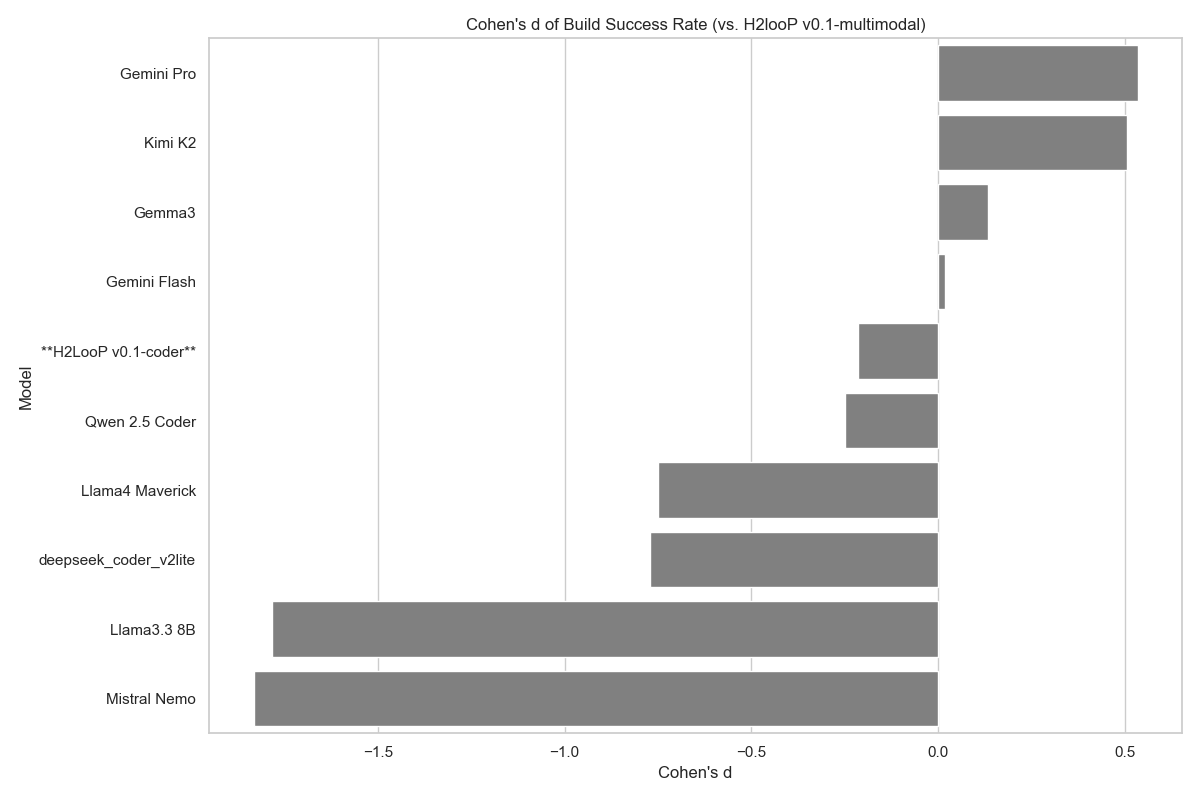 Cohen's d of Build Success Rate (vs. H2looP v0.1-multimodal)
Gemini Pro
Kimi K2
Gemma3
Gemini Flash
**H2LooP v0.1-coder**
Qwen 2.5 Coder
Llama4 Maverick
deepseek_coder_v2lite
Llama3.3 8B
Mistral Nemo
Model
−1.5 −1.0 −0.5 0.0 0.5
Cohen's d